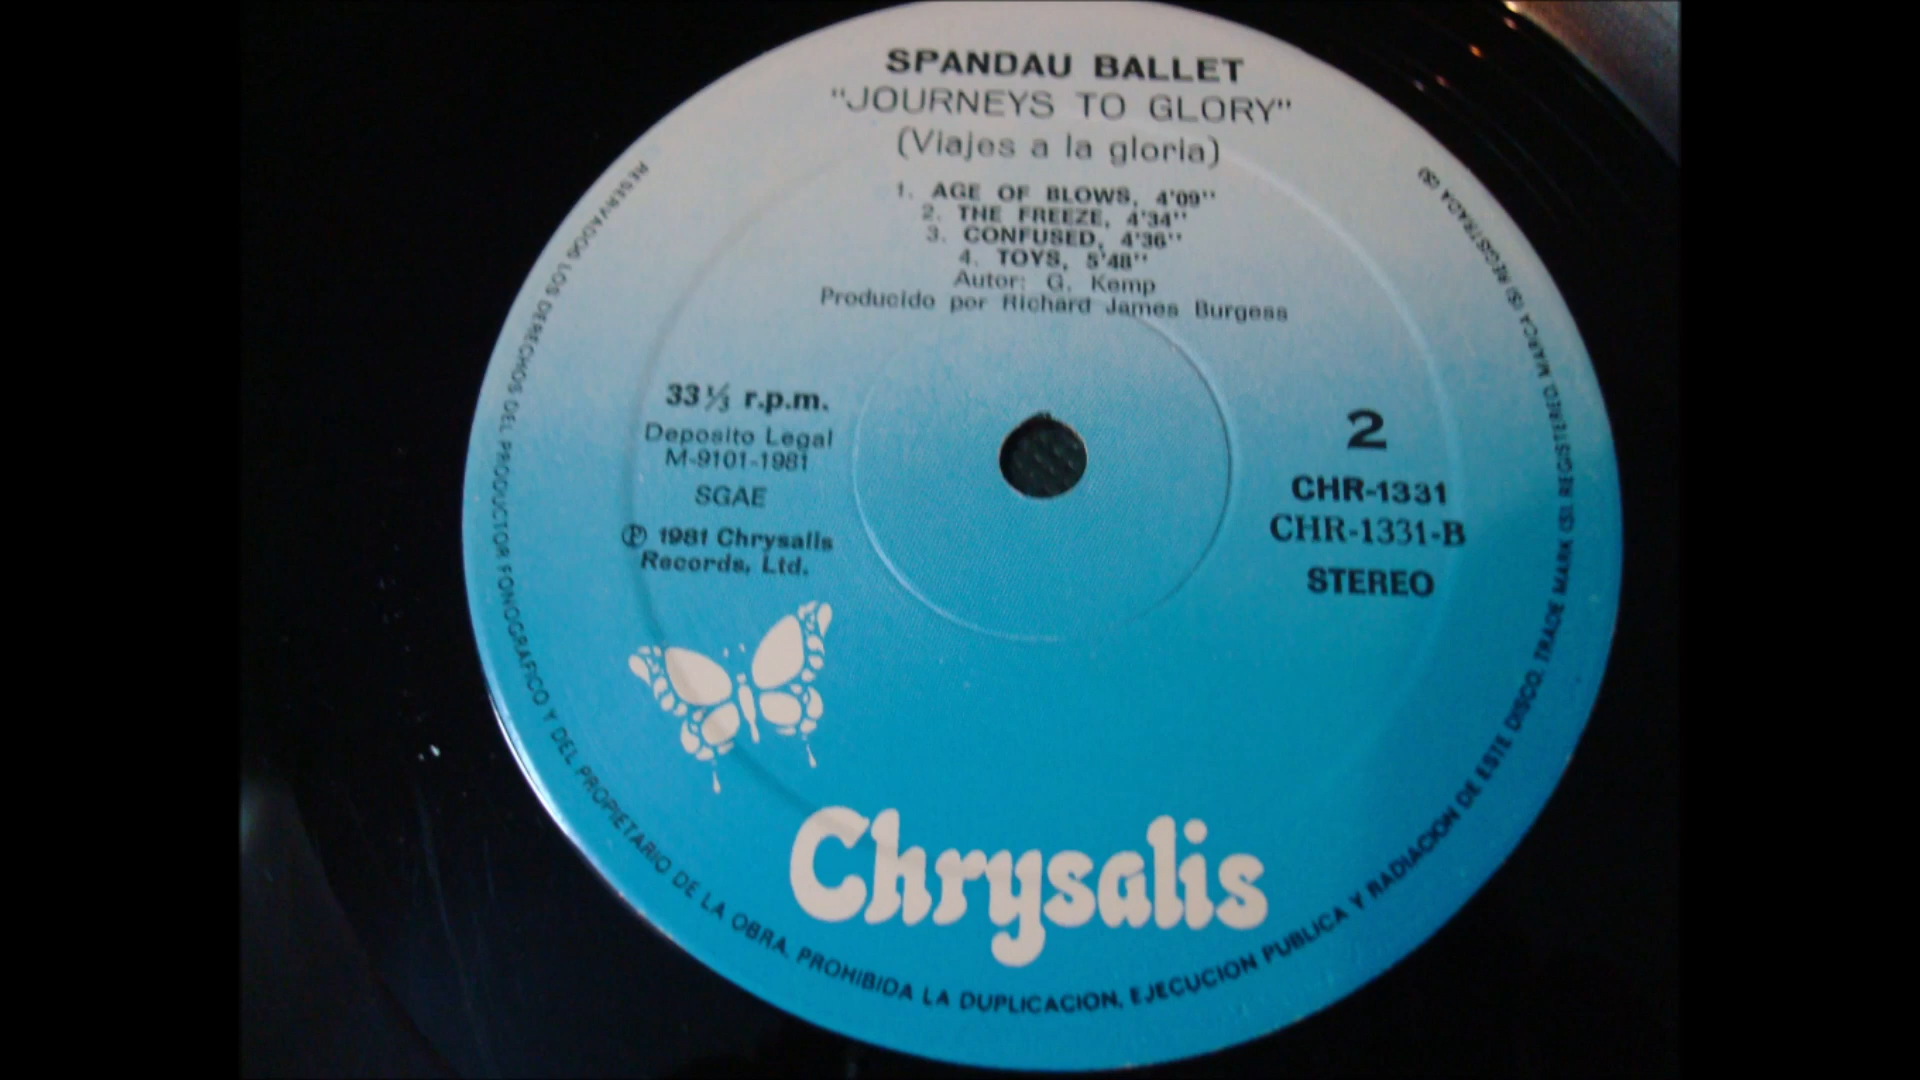 SPANDAU BALLET
"JOURNEYS TO GLORY"
(Viajes a la gloria)
1. AGE OF BLOWS, 4'09''
2. THE FREEZE, 4'34''
3. CONFUSED, 4'36''
4. TOYS, 5'48''
Autor: G. Kemp
Producido por Richard James Burgess
33⅓ r.p.m.
Deposito Legal
M-9101-1981
SGAE
Ⓟ 1981 Chrysalis
Records, Ltd.
2
CHR-1331
CHR-1331-B
STEREO
Chrysalis
RESERVADOS LOS DERECHOS DEL PRODUCTOR FONOGRAFICO Y DEL PROPIETARIO DE LA OBRA. PROHIBIDA LA DUPLICACION, EJECUCION PUBLICA Y RADIACION DE ESTE DISCO. TRADE MARK (S) REGISTERED. MARCA (S) REGISTRADA (S)